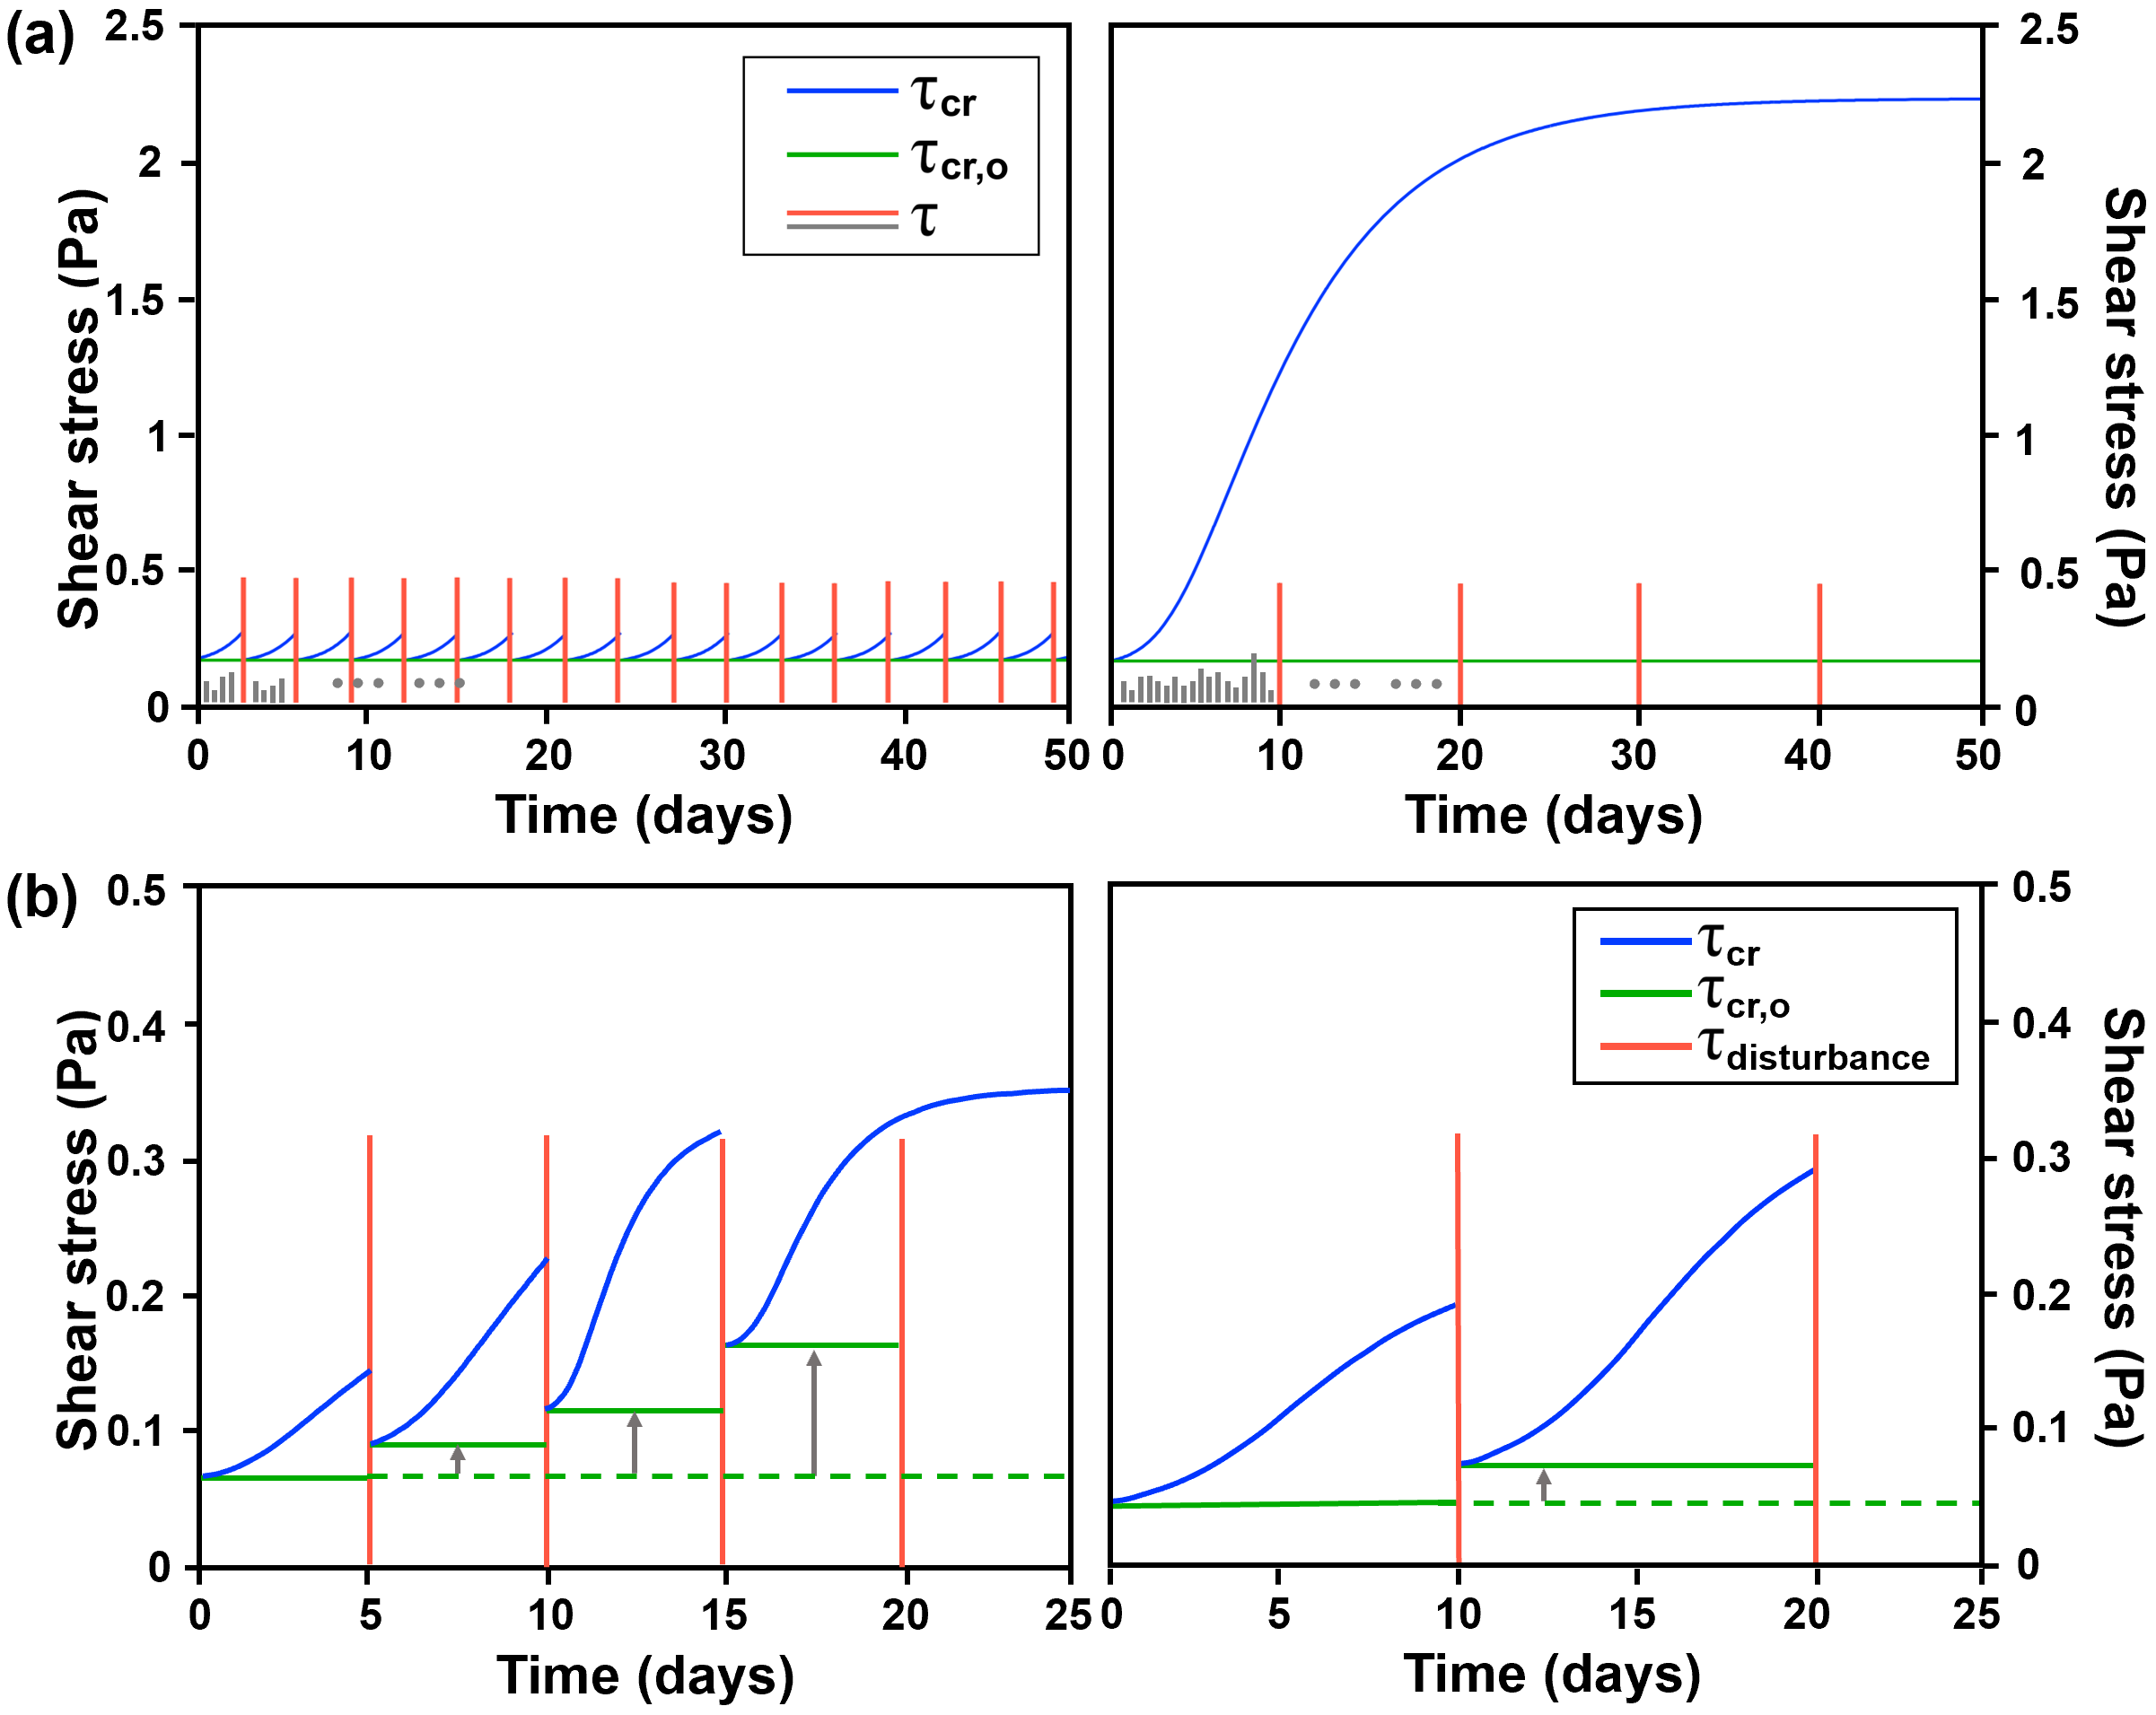 (a)
2.5
2
1.5
1
0.5
0
Shear stress (Pa)
τcr
τcr,o
τ
0 10 20 30 40 50
Time (days)
2.5
2
1.5
1
0.5
0
Shear stress (Pa)
0 10 20 30 40 50
Time (days)
(b)
0.5
0.4
0.3
0.2
0.1
0
Shear stress (Pa)
0 5 10 15 20 25
Time (days)
τcr
τcr,o
τdisturbance
0.5
0.4
0.3
0.2
0.1
0
Shear stress (Pa)
0 5 10 15 20 25
Time (days)